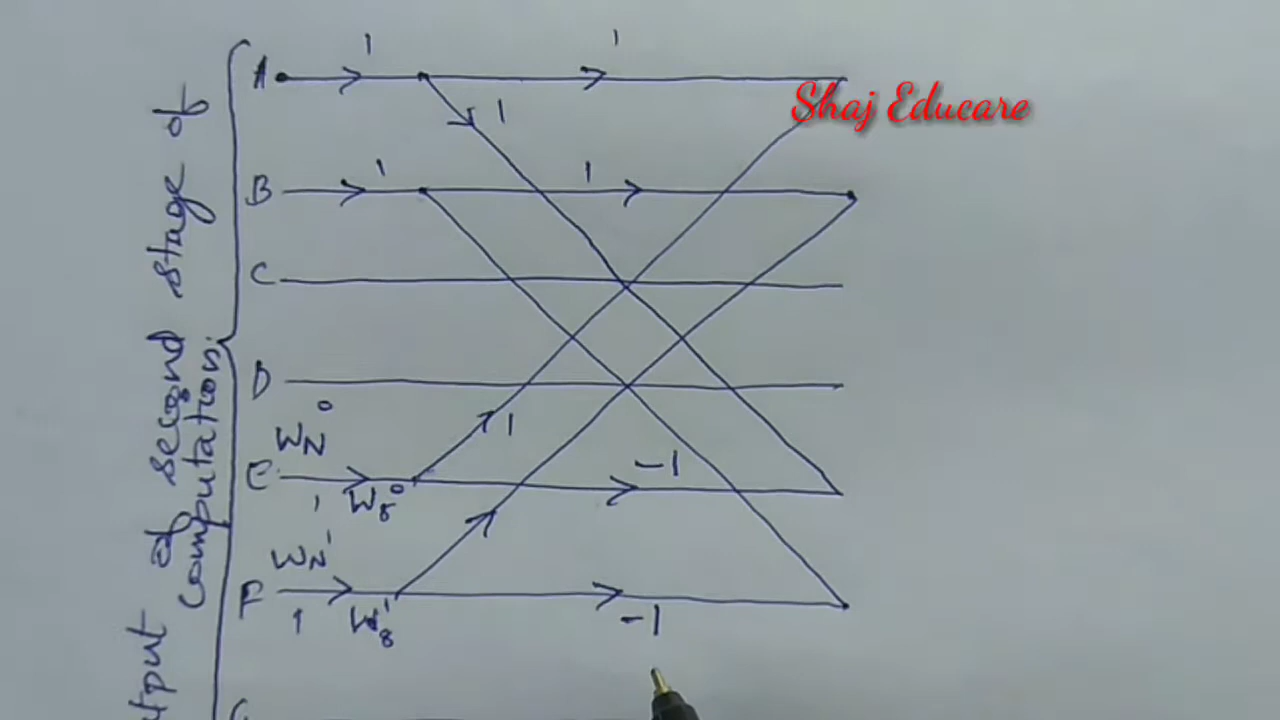 Output of second stage of
computation.
A 1 1
1
B 1 1
C
D
W_N^0
E W_8^0 1 -1
W_N^1
F 1 W_8^1 -1
Shaj Educare